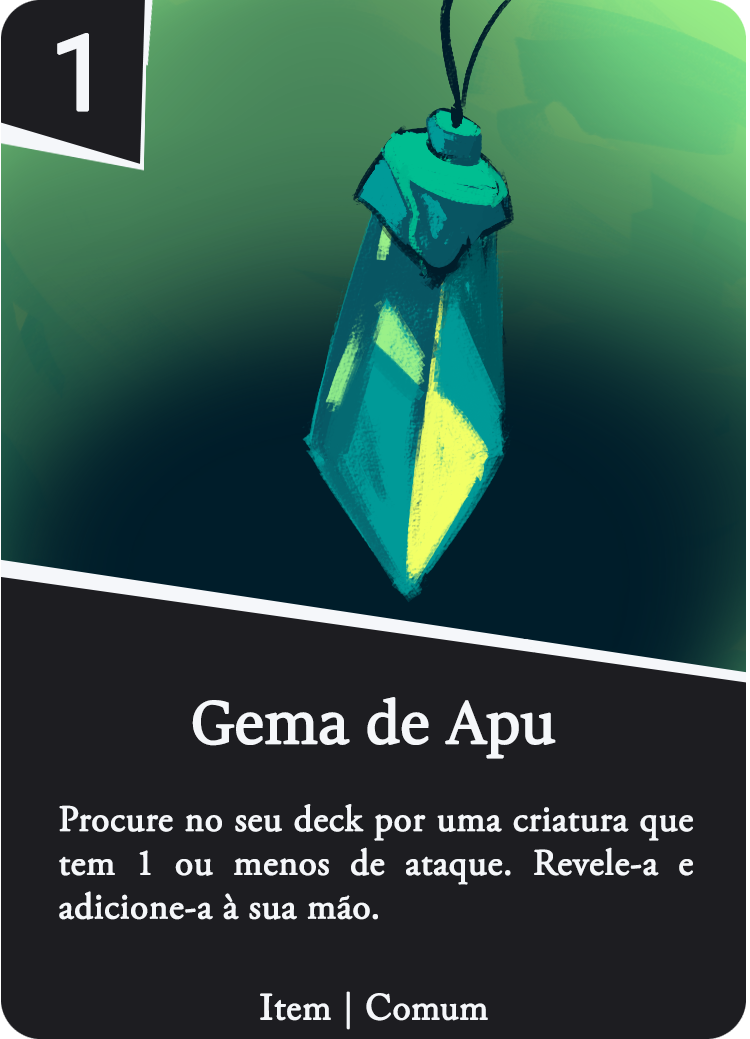 1
Gema de Apu
Procure no seu deck por uma criatura que
tem 1 ou menos de ataque. Revele-a e
adicione-a à sua mão.
Item | Comum